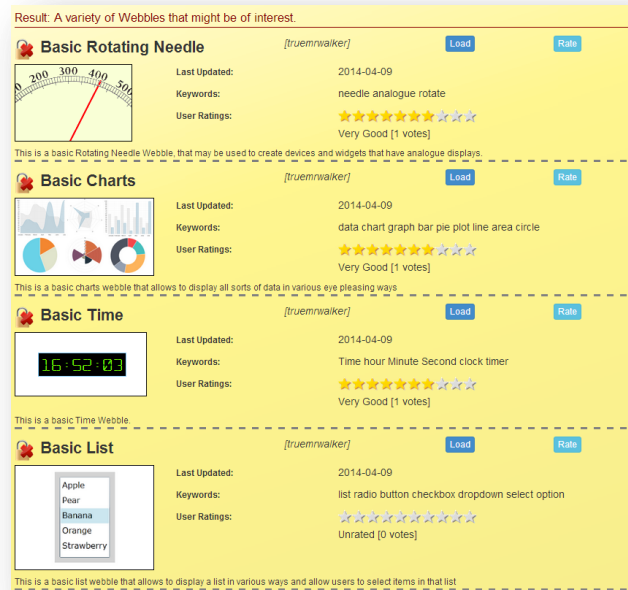 Result: A variety of Webbles that might be of interest.
Basic Rotating Needle [truemrwalker] Load Rate
200 300 400 500
Last Updated: 2014-04-09
Keywords: needle analogue rotate
User Ratings:
Very Good [1 votes]
This is a basic Rotating Needle Webble, that may be used to create devices and widgets that have analogue displays.
Basic Charts [truemrwalker] Load Rate
Last Updated: 2014-04-09
Keywords: data chart graph bar pie plot line area circle
User Ratings:
Very Good [1 votes]
This is a basic charts webble that allows to display all sorts of data in various eye pleasing ways
Basic Time [truemrwalker] Load Rate
Last Updated: 2014-04-09
16:52:03
Keywords: Time hour Minute Second clock timer
User Ratings:
Very Good [1 votes]
This is a basic Time Webble.
Basic List [truemrwalker] Load Rate
Last Updated: 2014-04-09
Keywords: list radio button checkbox dropdown select option
User Ratings:
Unrated [0 votes]
Apple
Pear
Banana
Orange
Strawberry
This is a basic list webble that allows to display a list in various ways and allow users to select items in that list